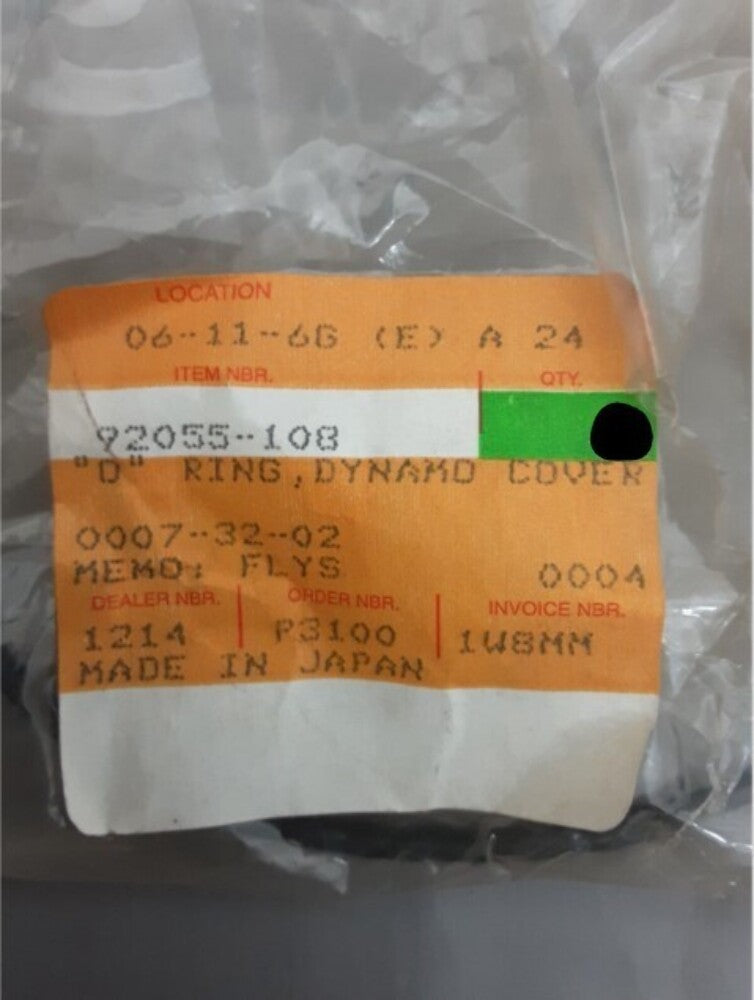 LOCATION
06-11-6G (E) A 24
ITEM NBR. QTY.
92055-108
"O" RING,DYNAMO COVER
0007-32-02
MEMO: FLYS 0004
DEALER NBR. ORDER NBR. INVOICE NBR.
1214 P3100 1W8MM
MADE IN JAPAN